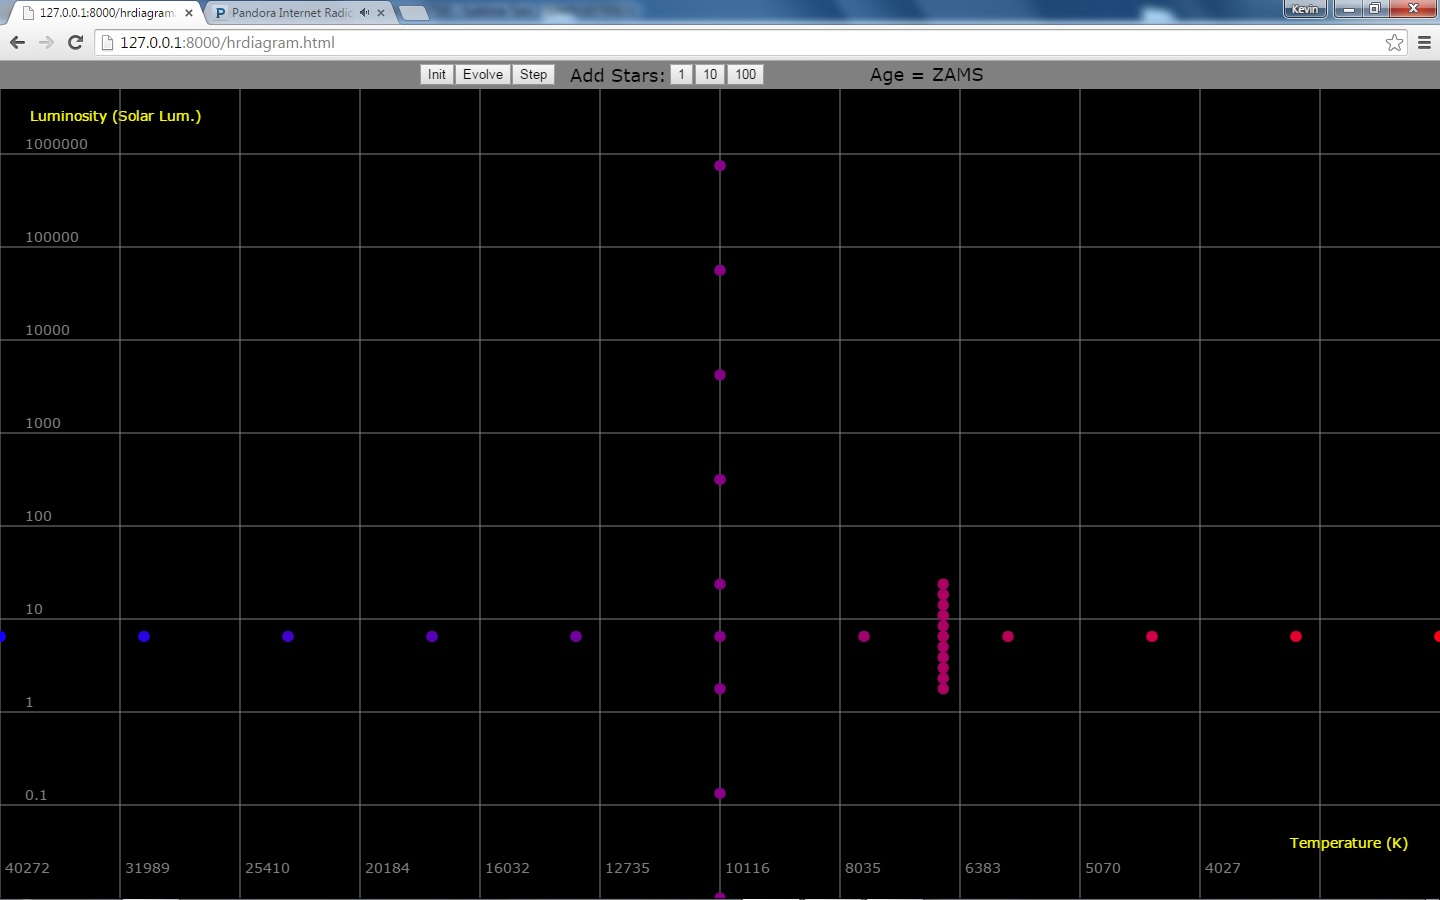 127.0.0.1:8000/hrdiagram.
Pandora Internet Radio
Kevin
127.0.0.1:8000/hrdiagram.html
Init Evolve Step Add Stars: 1 10 100 Age = ZAMS
Luminosity (Solar Lum.)
1000000
100000
10000
1000
100
10
1
0.1
Temperature (K)
40272 31989 25410 20184 16032 12735 10116 8035 6383 5070 4027